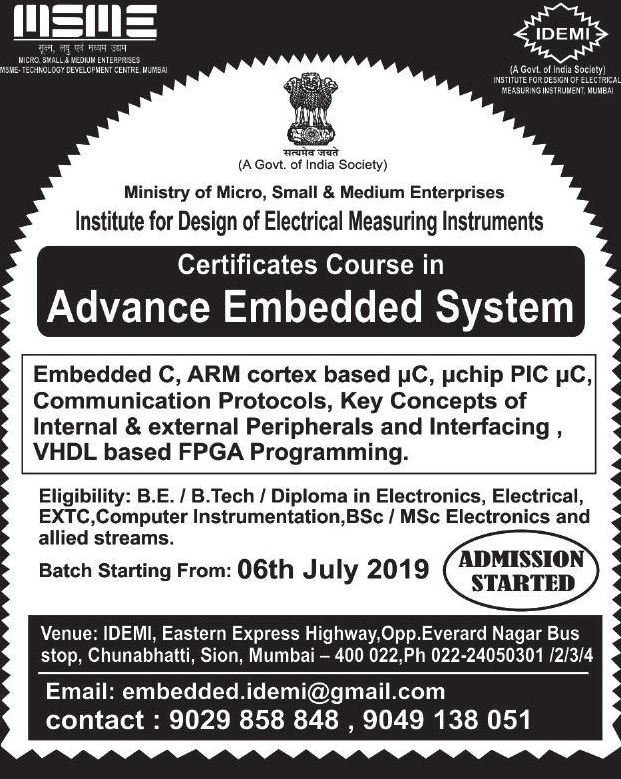 MSME
सूक्ष्म, लघु एवं मध्यम उद्यम
MICRO, SMALL & MEDIUM ENTERPRISES
MSME- TECHNOLOGY DEVELOPMENT CENTRE, MUMBAI
IDEMI
(A Govt. of India Society)
INSTITUTE FOR DESIGN OF ELECTRICAL
MEASURING INSTRUMENT, MUMBAI
सत्यमेव जयते
(A Govt. of India Society)
Ministry of Micro, Small & Medium Enterprises
Institute for Design of Electrical Measuring Instruments
Certificates Course in
Advance Embedded System
Embedded C, ARM cortex based µC, µchip PIC µC,
Communication Protocols, Key Concepts of
Internal & external Peripherals and Interfacing ,
VHDL based FPGA Programming.
Eligibility: B.E. / B.Tech / Diploma in Electronics, Electrical,
EXTC,Computer Instrumentation,BSc / MSc Electronics and
allied streams.
Batch Starting From: 06th July 2019
ADMISSION
STARTED
Venue: IDEMI, Eastern Express Highway,Opp.Everard Nagar Bus
stop, Chunabhatti, Sion, Mumbai – 400 022,Ph 022-24050301 /2/3/4
Email: embedded.idemi@gmail.com
contact : 9029 858 848 , 9049 138 051